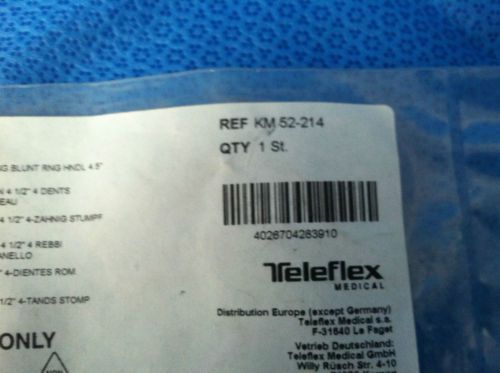 REF KM 52-214
QTY 1 St.
4026704263910
Teleflex
MEDICAL
Distribution Europe (except Germany)
Teleflex Medical s.a.
F-31640 Le Faget
Vertrieb Deutschland:
Teleflex Medical GmbH
Willy Rüsch Str. 4-10
BLUNT RNG HNDL 4.5"
4 1/2" 4 DENTS
EAU
4 1/2" 4-ZAHNIG STUMPF
4 1/2" 4 REBBI
ANELLO
4-DIENTES ROM.
1/2" 4-TANDS STOMP
ONLY